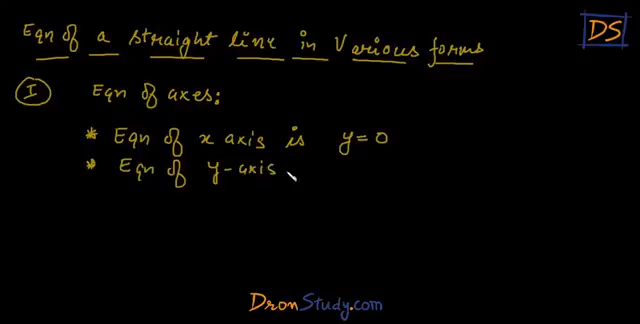 Eqn of a straight line in Various forms
DS
I Eqn of axes:
* Eqn of x axis is y = 0
* Eqn of y-axis
DronStudy.com